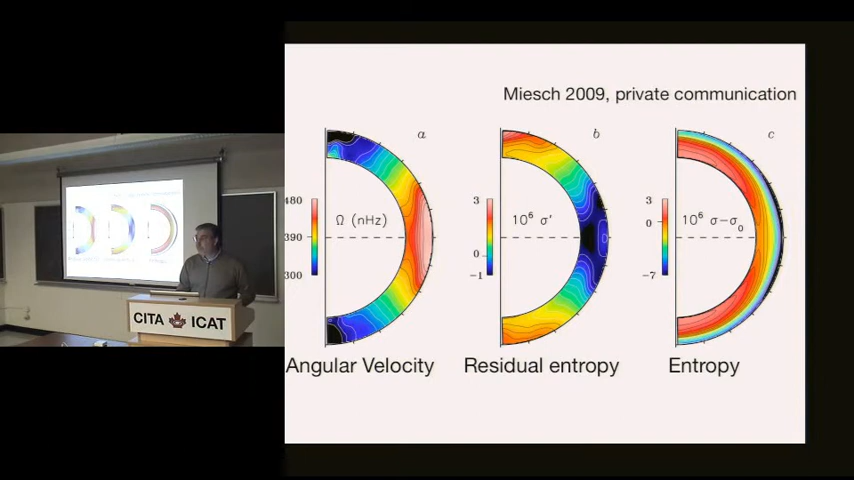 Miesch 2009, private communication
a
b
c
480
390
300
Ω (nHz)
3
0
−1
10⁶ σ'
3
0
−7
10⁶ σ−σ₀
Angular Velocity
Residual entropy
Entropy
CITA ICAT